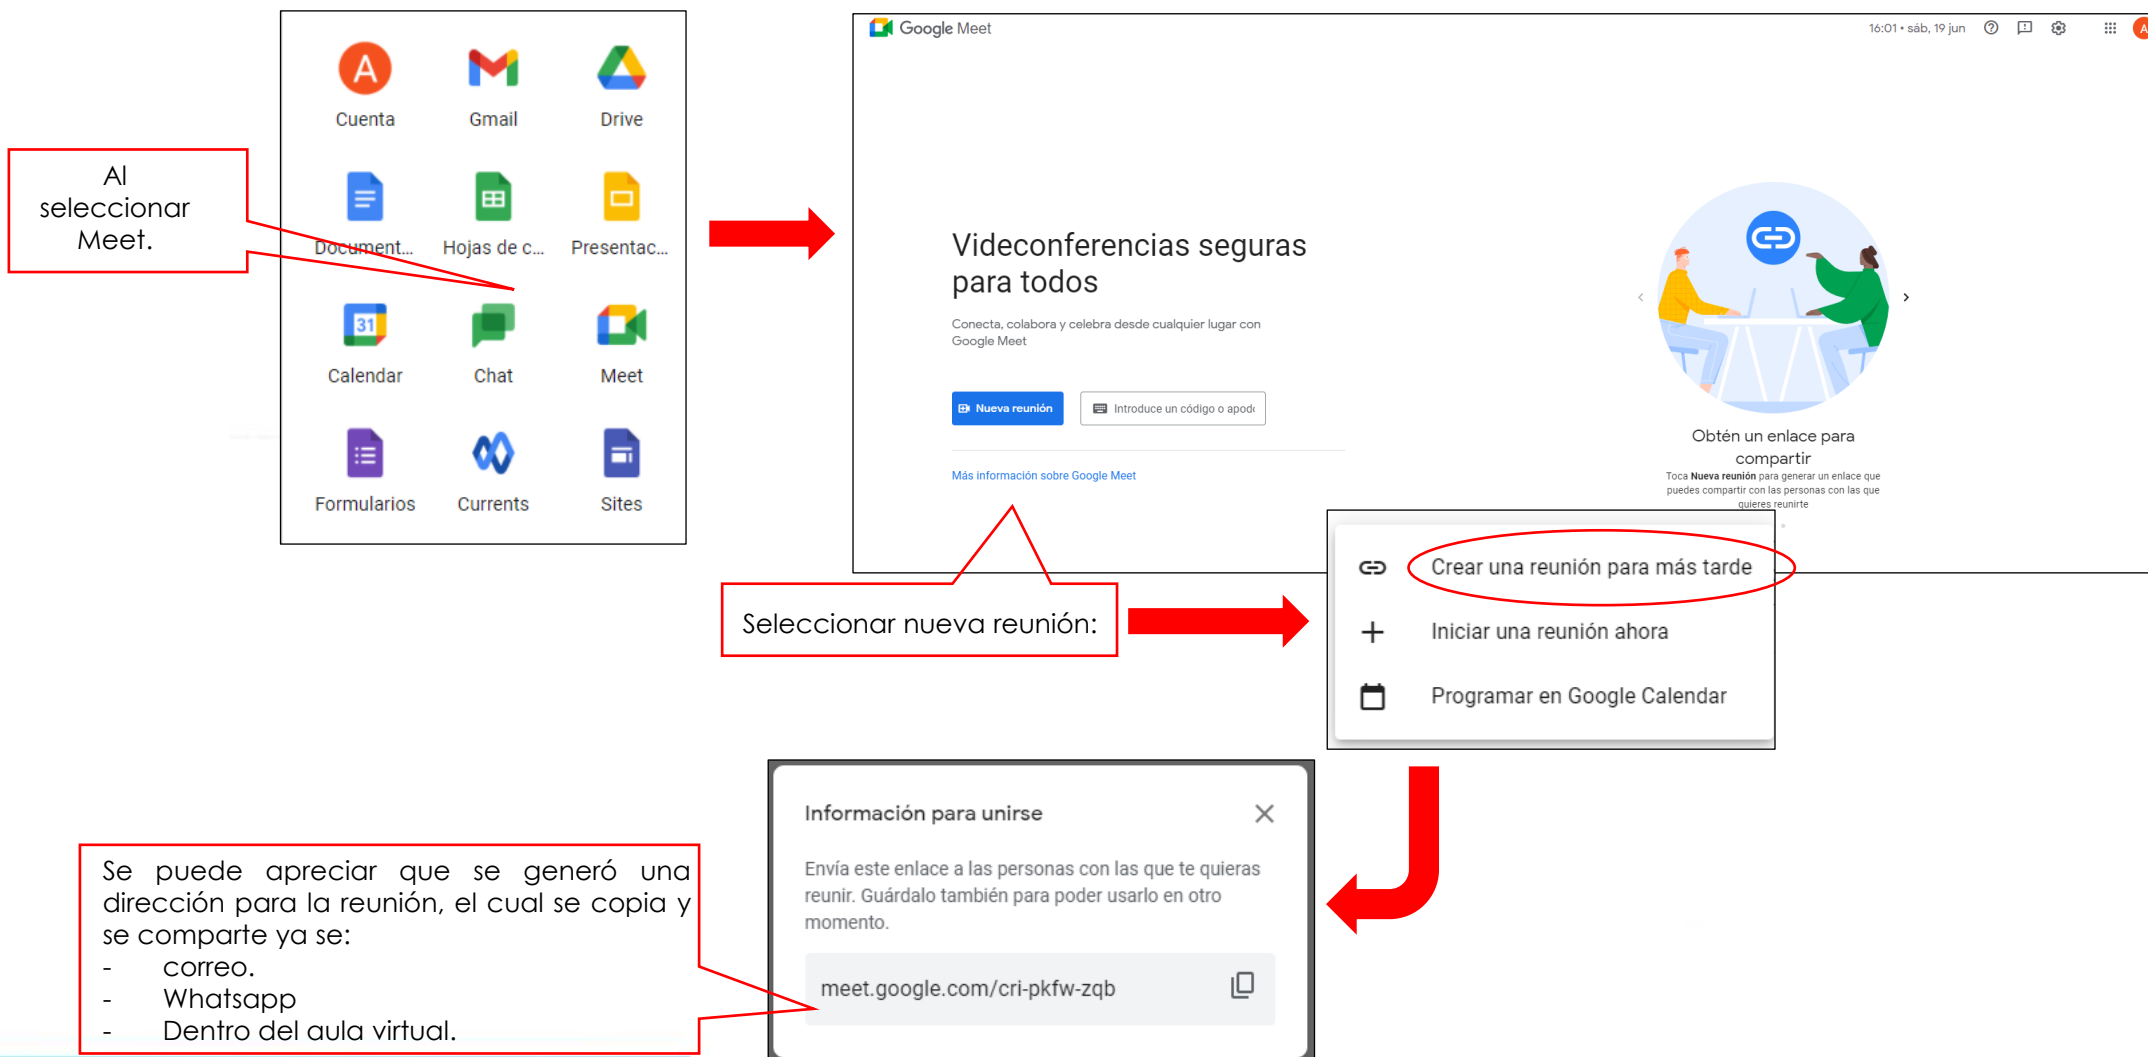 Al
seleccionar
Meet.
A
Cuenta
Gmail
Drive
Document...
Hojas de c...
Presentac...
31
Calendar
Chat
Meet
Formularios
Currents
Sites
Google Meet
16:01 • sáb, 19 jun
A
Videconferencias seguras
para todos
Conecta, colabora y celebra desde cualquier lugar con
Google Meet
Nueva reunión
Introduce un código o apod
Más información sobre Google Meet
Obtén un enlace para
compartir
Toca Nueva reunión para generar un enlace que
puedes compartir con las personas con las que
quieres reunirte
Seleccionar nueva reunión:
Crear una reunión para más tarde
Iniciar una reunión ahora
Programar en Google Calendar
Información para unirse
Envía este enlace a las personas con las que te quieras
reunir. Guárdalo también para poder usarlo en otro
momento.
meet.google.com/cri-pkfw-zqb
Se puede apreciar que se generó una
dirección para la reunión, el cual se copia y
se comparte ya se:
- correo.
- Whatsapp
- Dentro del aula virtual.